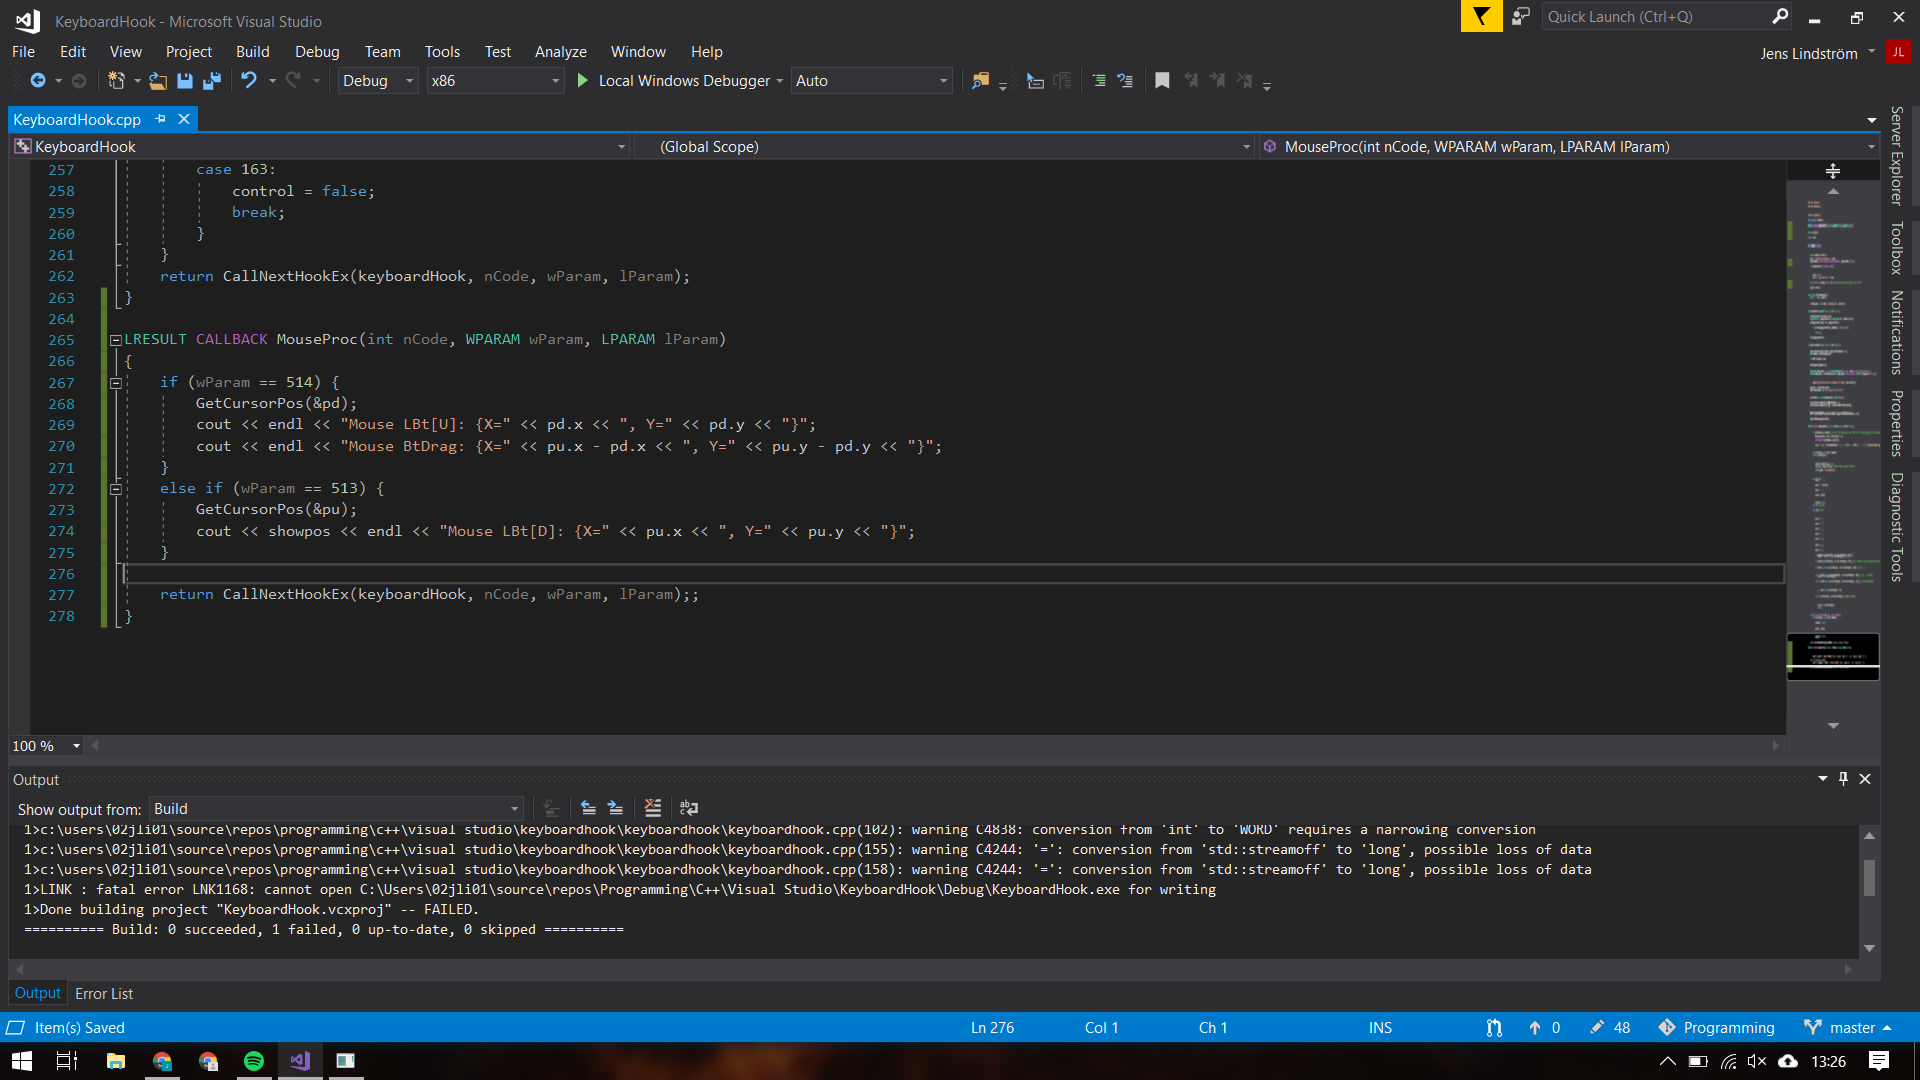 KeyboardHook - Microsoft Visual Studio
Quick Launch (Ctrl+Q)
File Edit View Project Build Debug Team Tools Test Analyze Window Help
Jens Lindström JL
Debug x86 Local Windows Debugger Auto
KeyboardHook.cpp
KeyboardHook (Global Scope) MouseProc(int nCode, WPARAM wParam, LPARAM lParam)
257 case 163:
258 control = false;
259 break;
260 }
261 }
262 return CallNextHookEx(keyboardHook, nCode, wParam, lParam);
263 }
264
265 LRESULT CALLBACK MouseProc(int nCode, WPARAM wParam, LPARAM lParam)
266 {
267 if (wParam == 514) {
268 GetCursorPos(&pd);
269 cout << endl << "Mouse LBt[U]: {X=" << pd.x << ", Y=" << pd.y << "}";
270 cout << endl << "Mouse BtDrag: {X=" << pu.x - pd.x << ", Y=" << pu.y - pd.y << "}";
271 }
272 else if (wParam == 513) {
273 GetCursorPos(&pu);
274 cout << showpos << endl << "Mouse LBt[D]: {X=" << pu.x << ", Y=" << pu.y << "}";
275 }
276
277 return CallNextHookEx(keyboardHook, nCode, wParam, lParam);;
278 }
Server Explorer
Toolbox
Notifications
Properties
Diagnostic Tools
100 %
Output
Show output from: Build
1>c:\users\02jli01\source\repos\programming\c++\visual studio\keyboardhook\keyboardhook\keyboardhook.cpp(102): warning C4838: conversion from 'int' to 'WORD' requires a narrowing conversion
1>c:\users\02jli01\source\repos\programming\c++\visual studio\keyboardhook\keyboardhook\keyboardhook.cpp(155): warning C4244: '=': conversion from 'std::streamoff' to 'long', possible loss of data
1>c:\users\02jli01\source\repos\programming\c++\visual studio\keyboardhook\keyboardhook\keyboardhook.cpp(158): warning C4244: '=': conversion from 'std::streamoff' to 'long', possible loss of data
1>LINK : fatal error LNK1168: cannot open C:\Users\02jli01\source\repos\Programming\C++\Visual Studio\KeyboardHook\Debug\KeyboardHook.exe for writing
1>Done building project "KeyboardHook.vcxproj" -- FAILED.
========== Build: 0 succeeded, 1 failed, 0 up-to-date, 0 skipped ==========
Output Error List
Item(s) Saved Ln 276 Col 1 Ch 1 INS 0 48 Programming master
13:26